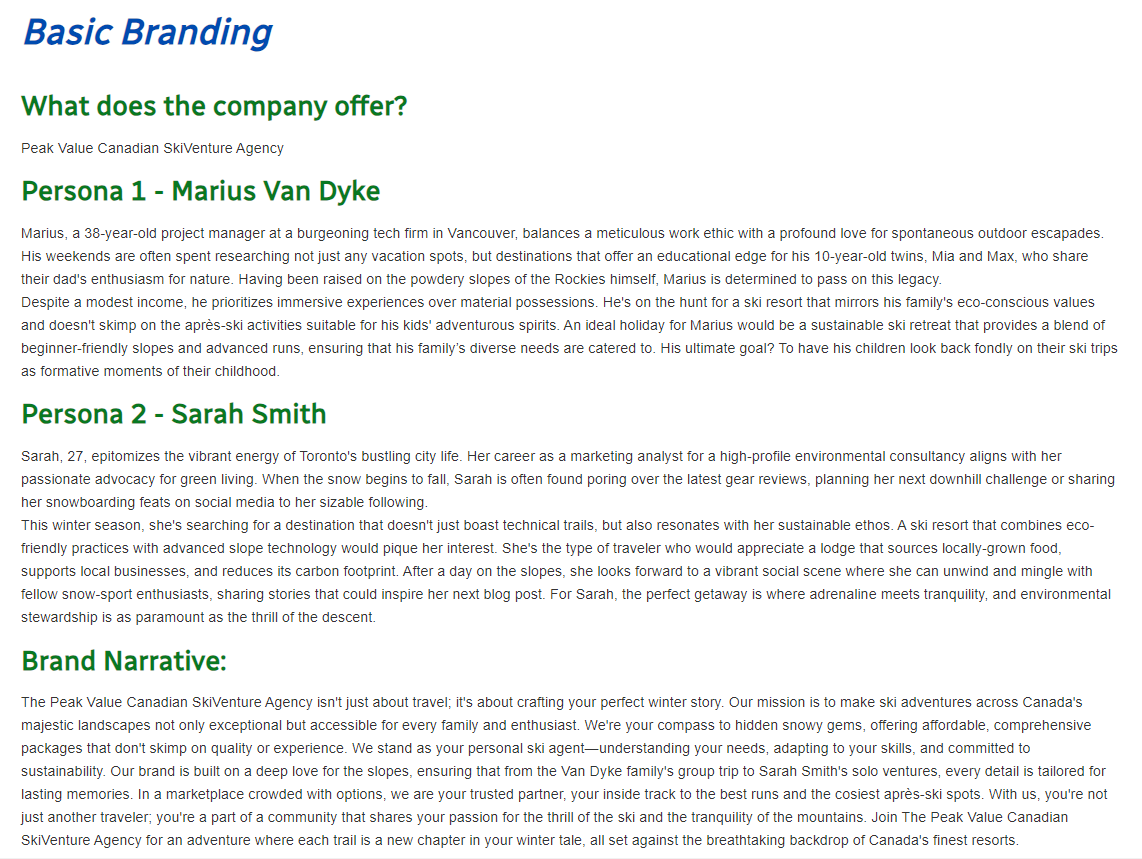 Basic Branding
What does the company offer?
Peak Value Canadian SkiVenture Agency
Persona 1 - Marius Van Dyke
Marius, a 38-year-old project manager at a burgeoning tech firm in Vancouver, balances a meticulous work ethic with a profound love for spontaneous outdoor escapades.
His weekends are often spent researching not just any vacation spots, but destinations that offer an educational edge for his 10-year-old twins, Mia and Max, who share
their dad's enthusiasm for nature. Having been raised on the powdery slopes of the Rockies himself, Marius is determined to pass on this legacy.
Despite a modest income, he prioritizes immersive experiences over material possessions. He's on the hunt for a ski resort that mirrors his family's eco-conscious values
and doesn't skimp on the après-ski activities suitable for his kids' adventurous spirits. An ideal holiday for Marius would be a sustainable ski retreat that provides a blend of
beginner-friendly slopes and advanced runs, ensuring that his family’s diverse needs are catered to. His ultimate goal? To have his children look back fondly on their ski trips
as formative moments of their childhood.
Persona 2 - Sarah Smith
Sarah, 27, epitomizes the vibrant energy of Toronto's bustling city life. Her career as a marketing analyst for a high-profile environmental consultancy aligns with her
passionate advocacy for green living. When the snow begins to fall, Sarah is often found poring over the latest gear reviews, planning her next downhill challenge or sharing
her snowboarding feats on social media to her sizable following.
This winter season, she's searching for a destination that doesn't just boast technical trails, but also resonates with her sustainable ethos. A ski resort that combines eco-
friendly practices with advanced slope technology would pique her interest. She's the type of traveler who would appreciate a lodge that sources locally-grown food,
supports local businesses, and reduces its carbon footprint. After a day on the slopes, she looks forward to a vibrant social scene where she can unwind and mingle with
fellow snow-sport enthusiasts, sharing stories that could inspire her next blog post. For Sarah, the perfect getaway is where adrenaline meets tranquility, and environmental
stewardship is as paramount as the thrill of the descent.
Brand Narrative:
The Peak Value Canadian SkiVenture Agency isn't just about travel; it's about crafting your perfect winter story. Our mission is to make ski adventures across Canada's
majestic landscapes not only exceptional but accessible for every family and enthusiast. We're your compass to hidden snowy gems, offering affordable, comprehensive
packages that don't skimp on quality or experience. We stand as your personal ski agent—understanding your needs, adapting to your skills, and committed to
sustainability. Our brand is built on a deep love for the slopes, ensuring that from the Van Dyke family's group trip to Sarah Smith's solo ventures, every detail is tailored for
lasting memories. In a marketplace crowded with options, we are your trusted partner, your inside track to the best runs and the cosiest après-ski spots. With us, you're not
just another traveler; you're a part of a community that shares your passion for the thrill of the ski and the tranquility of the mountains. Join The Peak Value Canadian
SkiVenture Agency for an adventure where each trail is a new chapter in your winter tale, all set against the breathtaking backdrop of Canada's finest resorts.